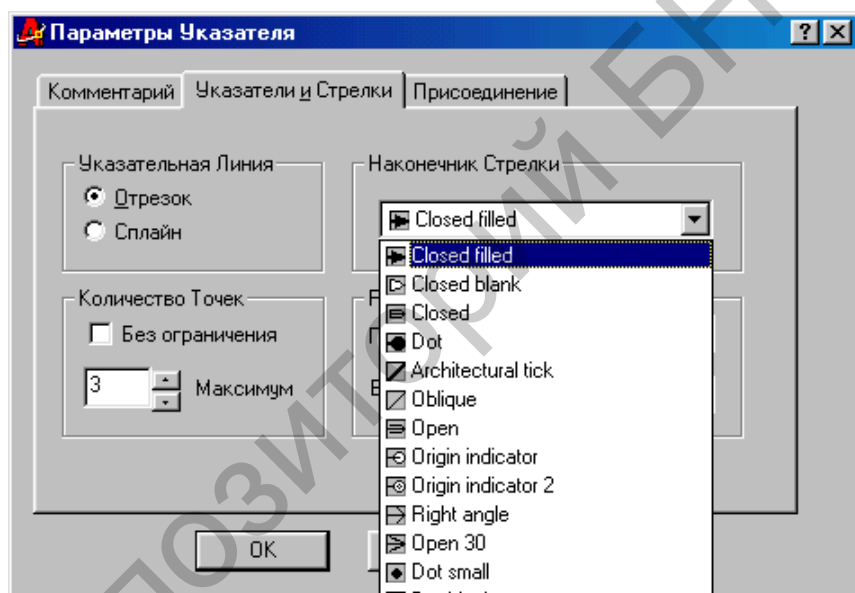 Параметры Указателя
Комментарий Указатели и Стрелки Присоединение
Указательная Линия
Отрезок
Сплайн
Наконечник Стрелки
Closed filled
Closed filled
Closed blank
Closed
Dot
Architectural tick
Oblique
Open
Origin indicator
Origin indicator 2
Right angle
Open 30
Dot small
Количество Точек
Без ограничения
3 Максимум
OK